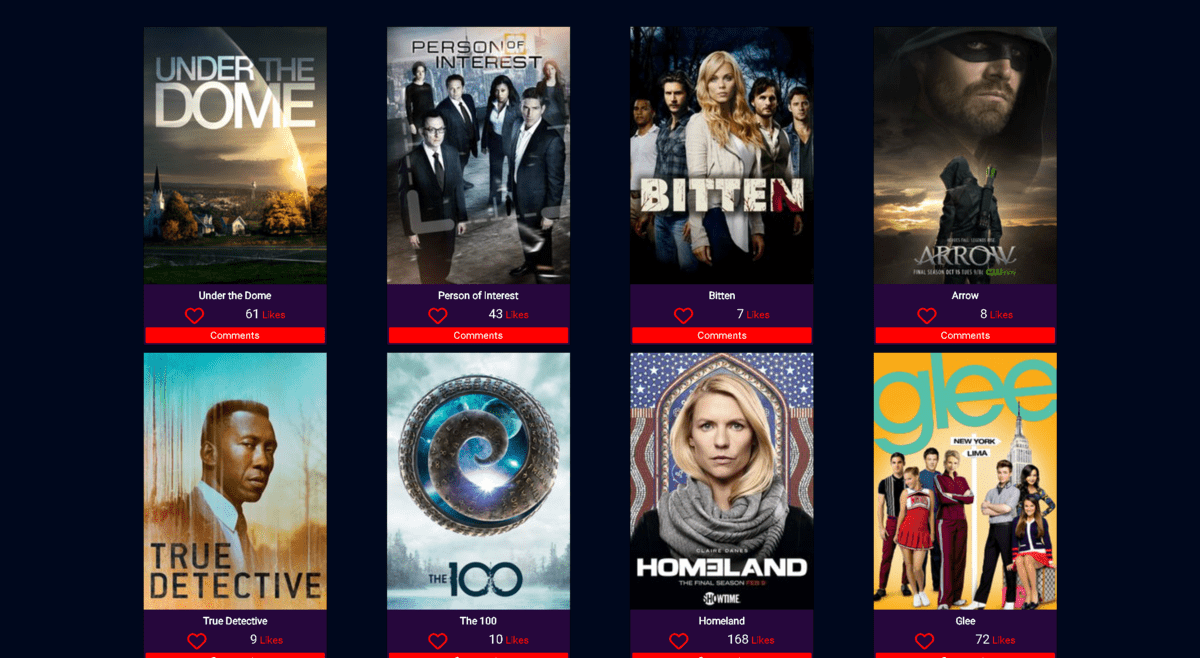 UNDER THE
DOME
Under the Dome
61 Likes
Comments
PERSON OF
INTEREST
Person of Interest
43 Likes
Comments
BITTEN
Bitten
7 Likes
Comments
ARROW
FINAL SEASON OCT 15 TUES 9/8c
Arrow
8 Likes
Comments
TRUE
DETECTIVE
True Detective
9 Likes
THE 100
The 100
10 Likes
CLAIRE DANES
HOMELAND
THE FINAL SEASON FEB 9
SHOWTIME
Homeland
168 Likes
glee
NEW YORK
LIMA
Glee
72 Likes